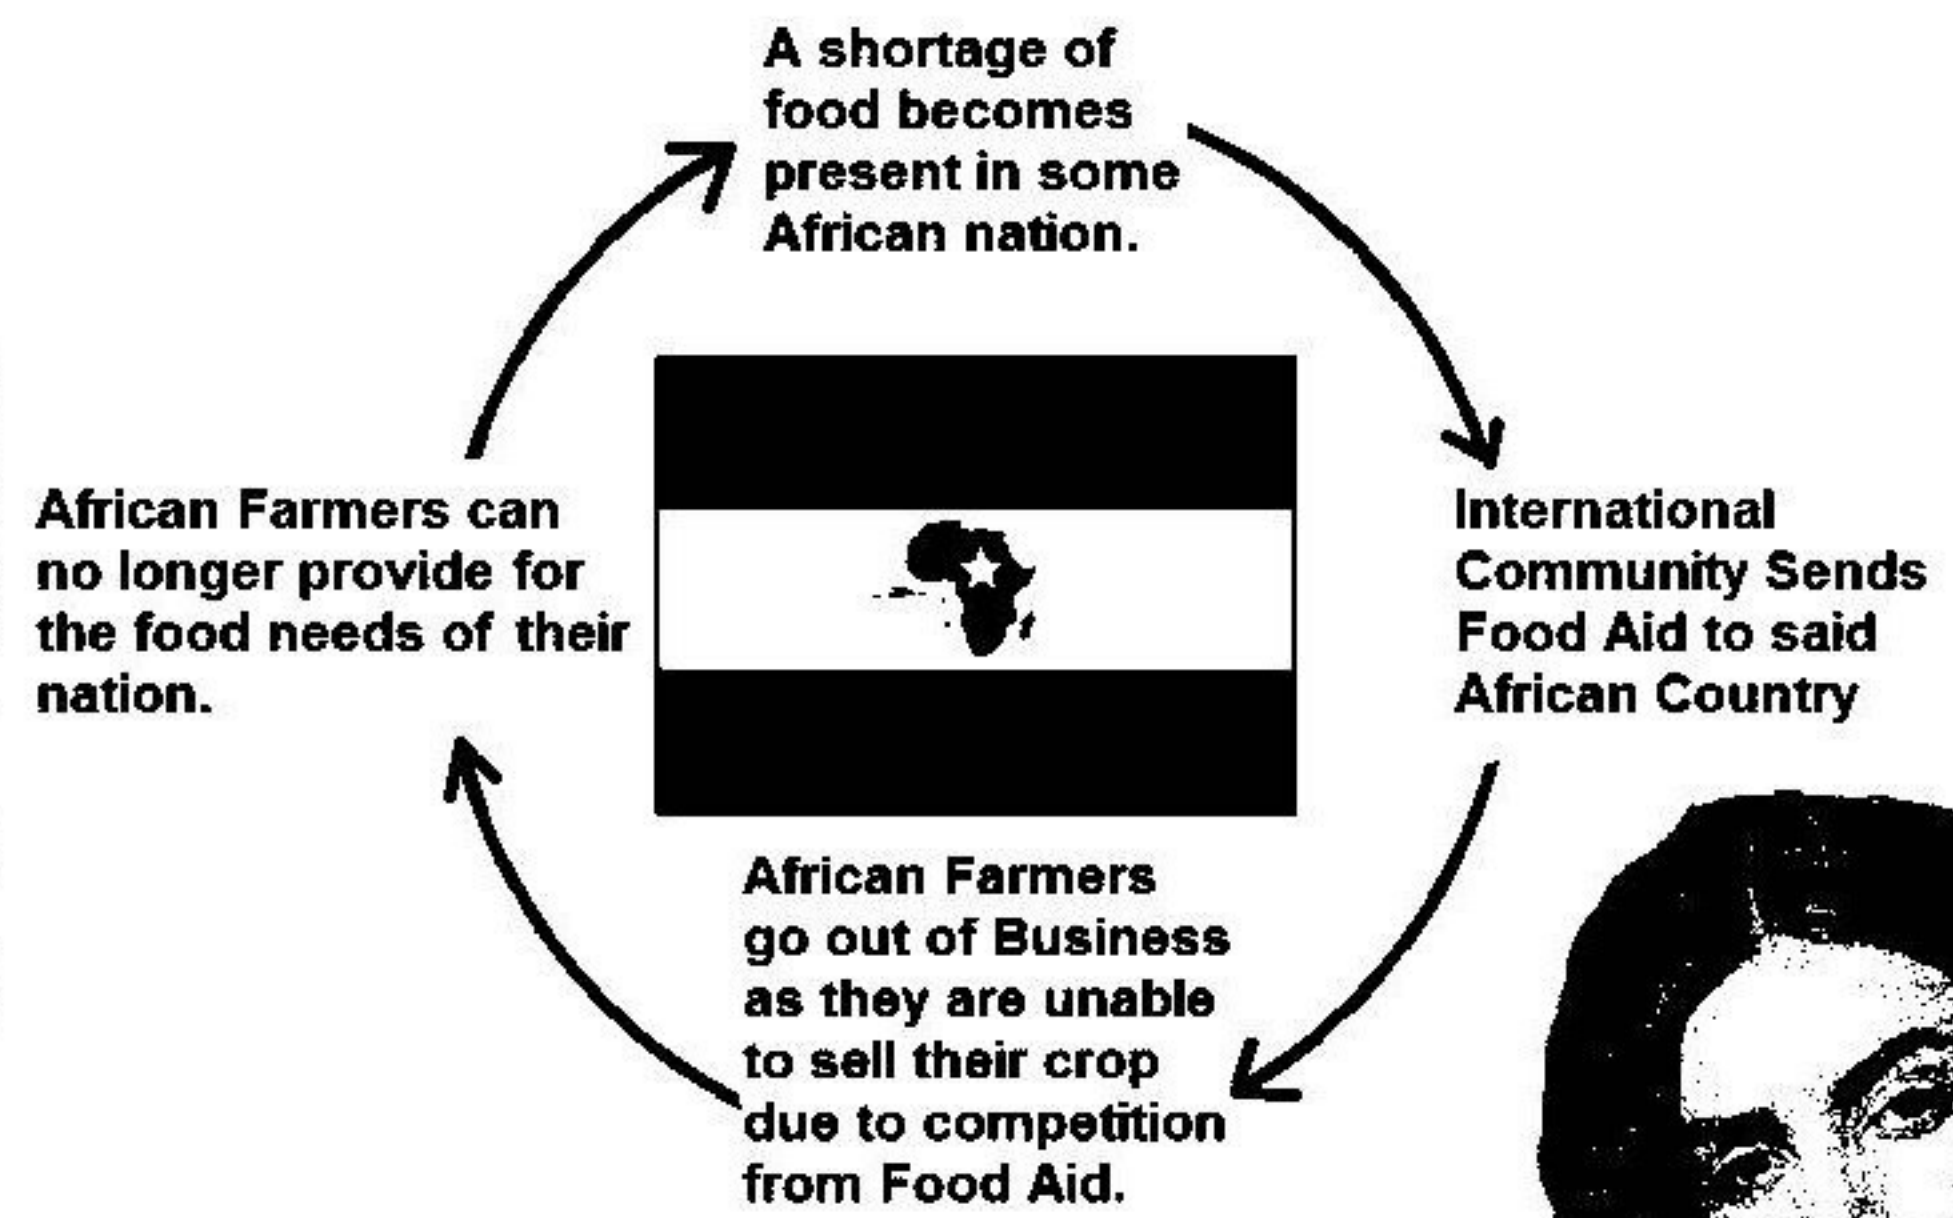 A shortage of
food becomes
present in some
African nation.
International
Community Sends
Food Aid to said
African Country
African Farmers
go out of Business
as they are unable
to sell their crop
due to competition
from Food Aid.
African Farmers can
no longer provide for
the food needs of their
nation.